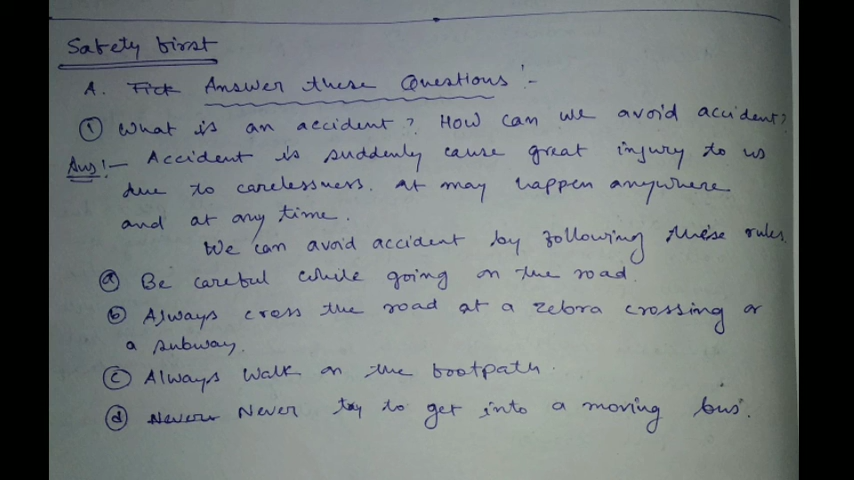 Safety first
A. Tick Answer these Questions :-
① What is an accident? How can we avoid accident?
Ans :- Accident is suddenly cause great injury to us
due to carelessness. at may happen anywhere
and at any time.
We can avoid accident by following these rules.
ⓐ Be careful while going on the road.
ⓑ Always cross the road at a zebra crossing or
a subway.
ⓒ Always walk on the footpath.
ⓓ Never Never try to get into a moving bus.